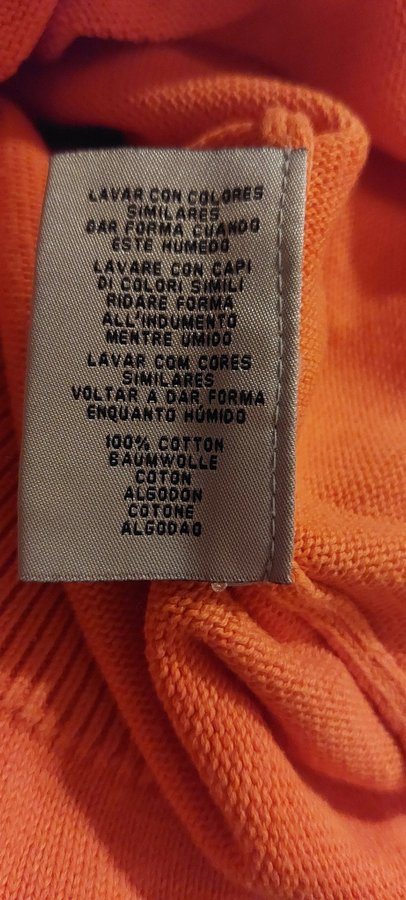 LAVAR CON COLORES
SIMILARES
DAR FORMA CUANDO
ESTE HUMEDO
LAVARE CON CAPI
DI COLORI SIMILI
RIDARE FORMA
ALL'INDUMENTO
MENTRE UMIDO
LAVAR COM CORES
SIMILARES
VOLTAR A DAR FORMA
ENQUANTO HÚMIDO
100% COTTON
BAUMWOLLE
COTON
ALGODON
COTONE
ALGODAO